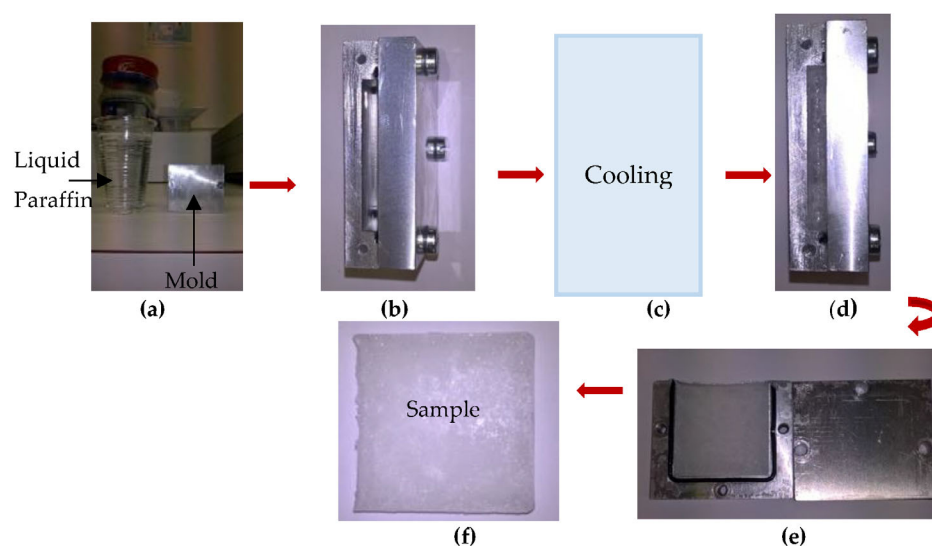 Liquid
Paraffin
Mold
(a)
(b)
Cooling
(c)
(d)
Sample
(f)
(e)